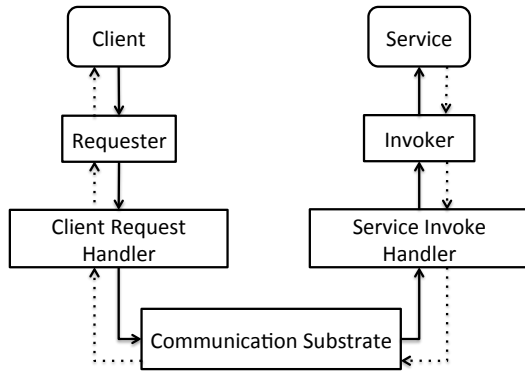 Client
Service
Requester
Invoker
Client Request
Handler
Service Invoke
Handler
Communication Substrate